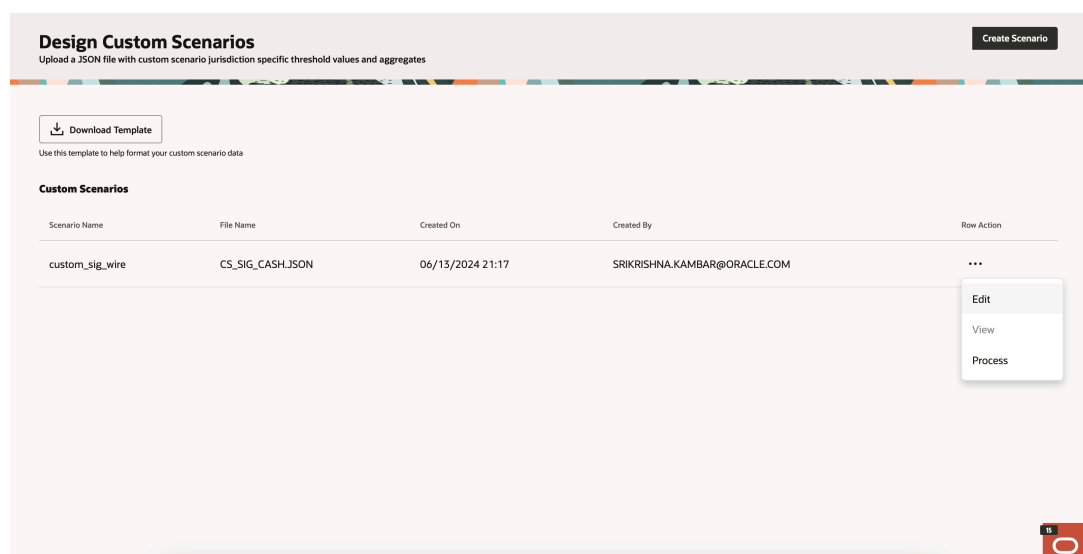 Design Custom Scenarios
Create Scenario
Upload a JSON file with custom scenario jurisdiction specific threshold values and aggregates
Download Template
Use this template to help format your custom scenario data
Custom Scenarios
Scenario Name File Name Created On Created By Row Action
custom_sig_wire CS_SIG_CASH.JSON 06/13/2024 21:17 SRIKRISHNA.KAMBAR@ORACLE.COM ...
Edit
View
Process
15